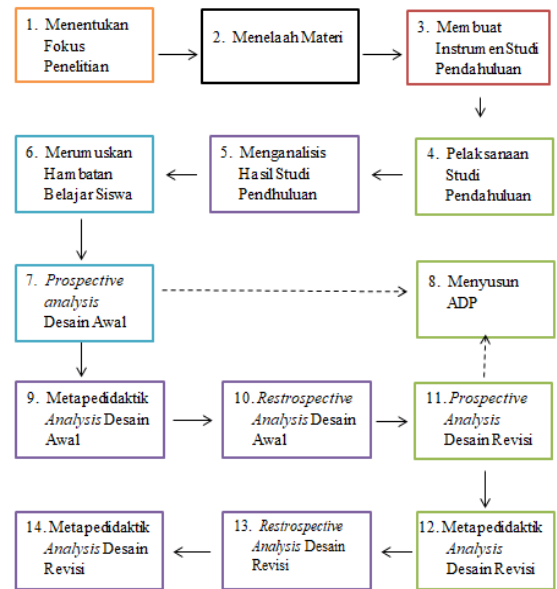 1. Menentukan
Fokus
Penelitian
2. Menelaah Materi
3. Membuat
Instrumen Studi
Pendahuluan
4. Pelaksanaan
Studi
Pendahuluan
5. Menganalisis
Hasil Studi
Pendhuluan
6. Merumuskan
Hambatan
Belajar Siswa
7. Prospective
analysis
Desain Awal
8. Menyusun
ADP
9. Metapedidaktik
Analysis Desain
Awal
10. Restrospective
Analysis Desain
Awal
11. Prospective
Analysis
Desain Revisi
12. Metapedidaktik
Analysis
Desain Revisi
13. Restrospective
Analysis Desain
Revisi
14. Metapedidaktik
Analysis Desain
Revisi